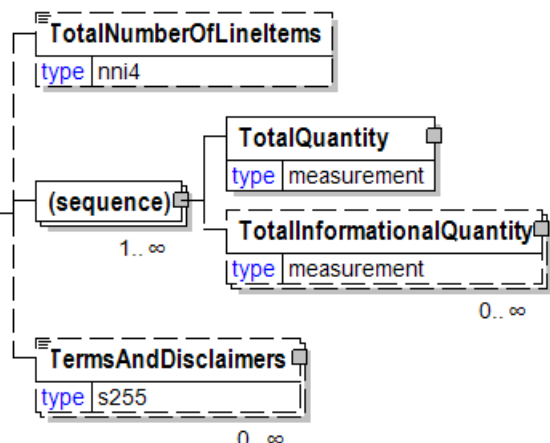 TotalNumberOfLineItems
type nni4
TotalQuantity
type measurement
(sequence)
1.. ∞
TotalInformationalQuantity
type measurement
0.. ∞
TermsAndDisclaimers
type s255
0.. ∞